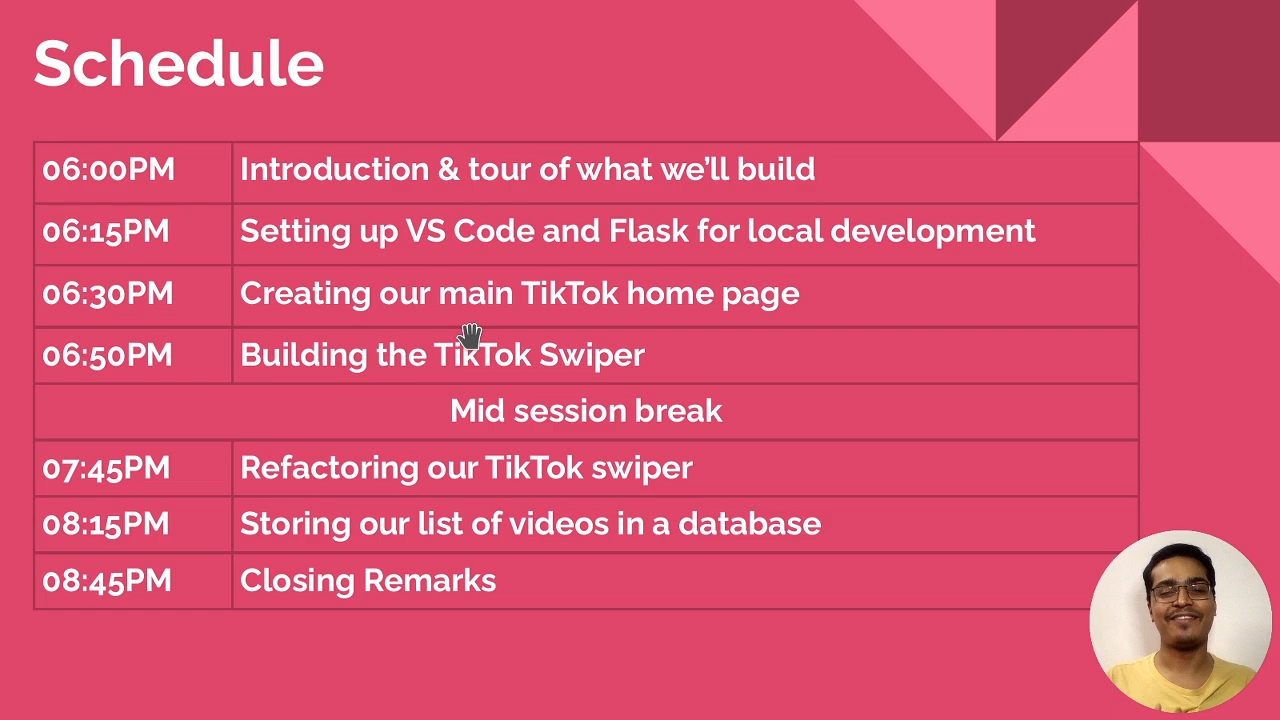 Schedule
06:00PM Introduction & tour of what we’ll build
06:15PM Setting up VS Code and Flask for local development
06:30PM Creating our main TikTok home page
06:50PM Building the TikTok Swiper
Mid session break
07:45PM Refactoring our TikTok swiper
08:15PM Storing our list of videos in a database
08:45PM Closing Remarks